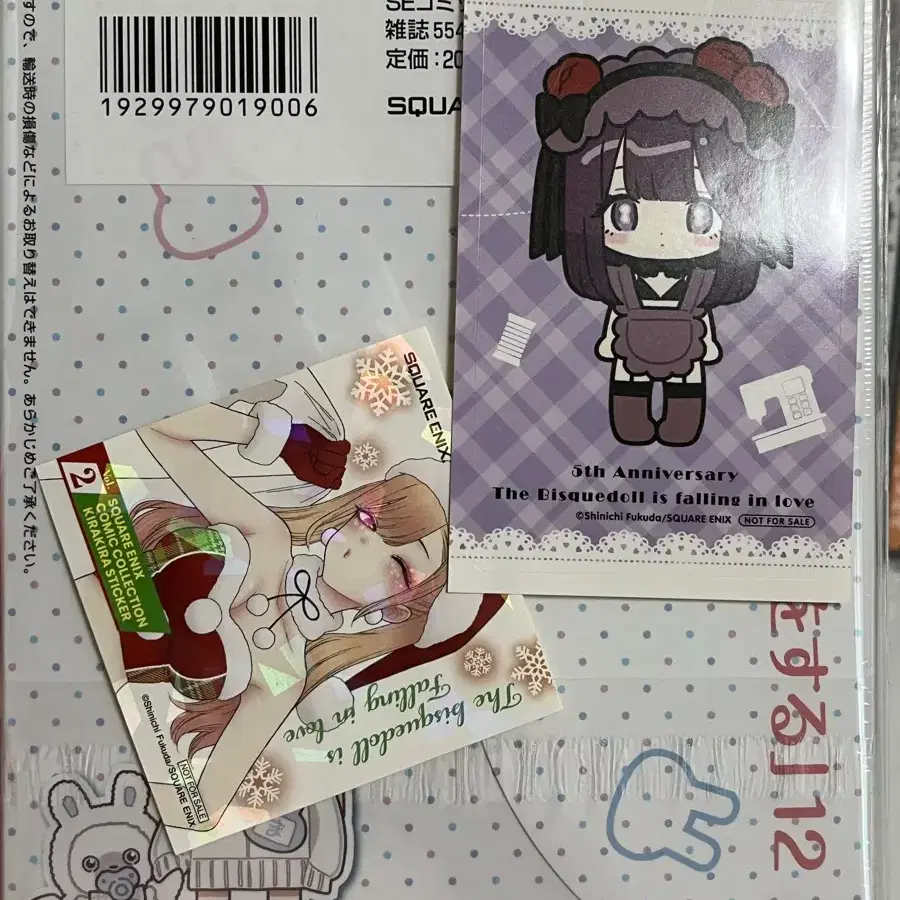 すので、輸送時の損傷などによるお取り替えはできません。あらかじめご了承ください。
SEコミ
雑誌 554
定価:20
1929979019006
SQUA
5th Anniversary
The Bisquedoll is falling in love
©Shinichi Fukuda/SQUARE ENIX NOT FOR SALE
SQUARE ENIX
Vol. 2
SQUARE ENIX
COMIC COLLECTION
KIRAKIRA STICKER
The bisquedoll is
falling in love
©Shinichi Fukuda/SQUARE ENIX
NOT FOR SALE
をする」12